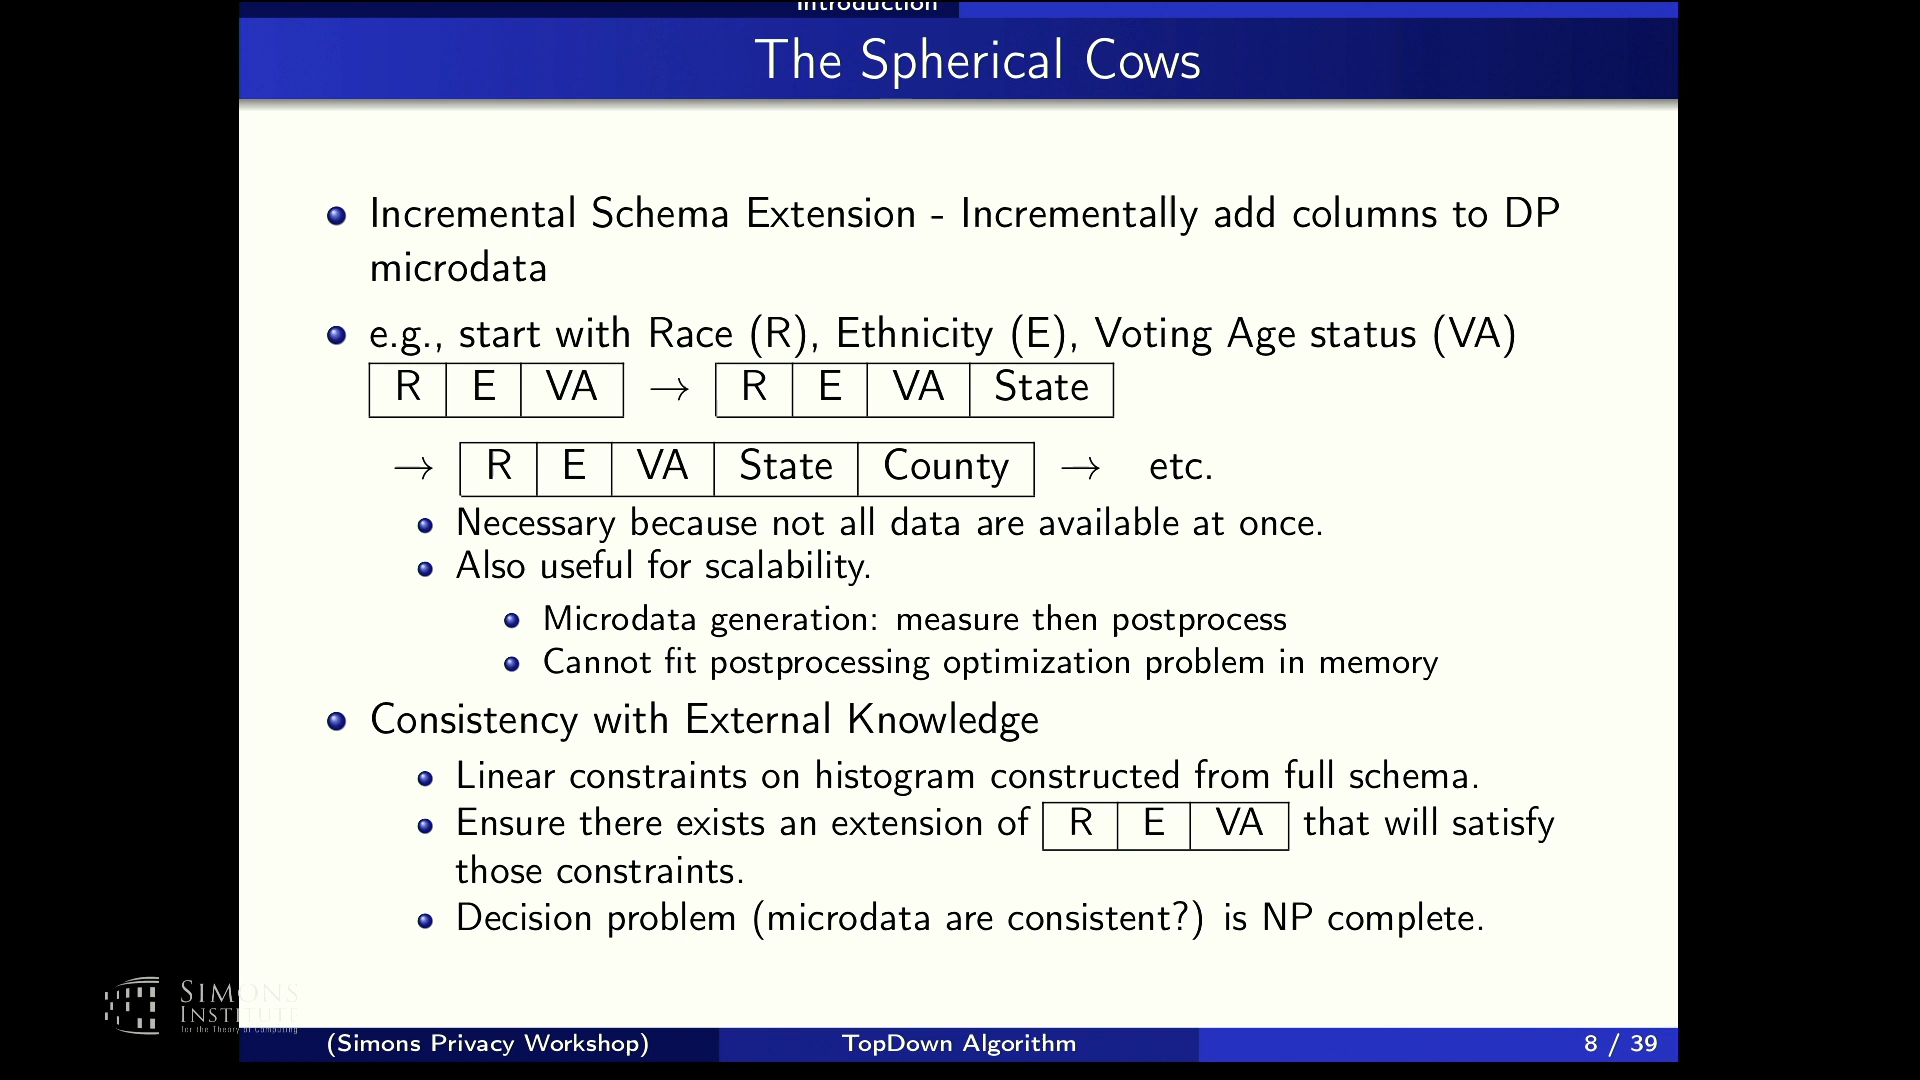 Introduction
The Spherical Cows
Incremental Schema Extension - Incrementally add columns to DP
microdata
e.g., start with Race (R), Ethnicity (E), Voting Age status (VA)
R E VA → R E VA State
→ R E VA State County → etc.
Necessary because not all data are available at once.
Also useful for scalability.
Microdata generation: measure then postprocess
Cannot fit postprocessing optimization problem in memory
Consistency with External Knowledge
Linear constraints on histogram constructed from full schema.
Ensure there exists an extension of R E VA that will satisfy
those constraints.
Decision problem (microdata are consistent?) is NP complete.
SIMONS
INSTITUTE
for the Theory of Computing
(Simons Privacy Workshop) TopDown Algorithm 8 / 39